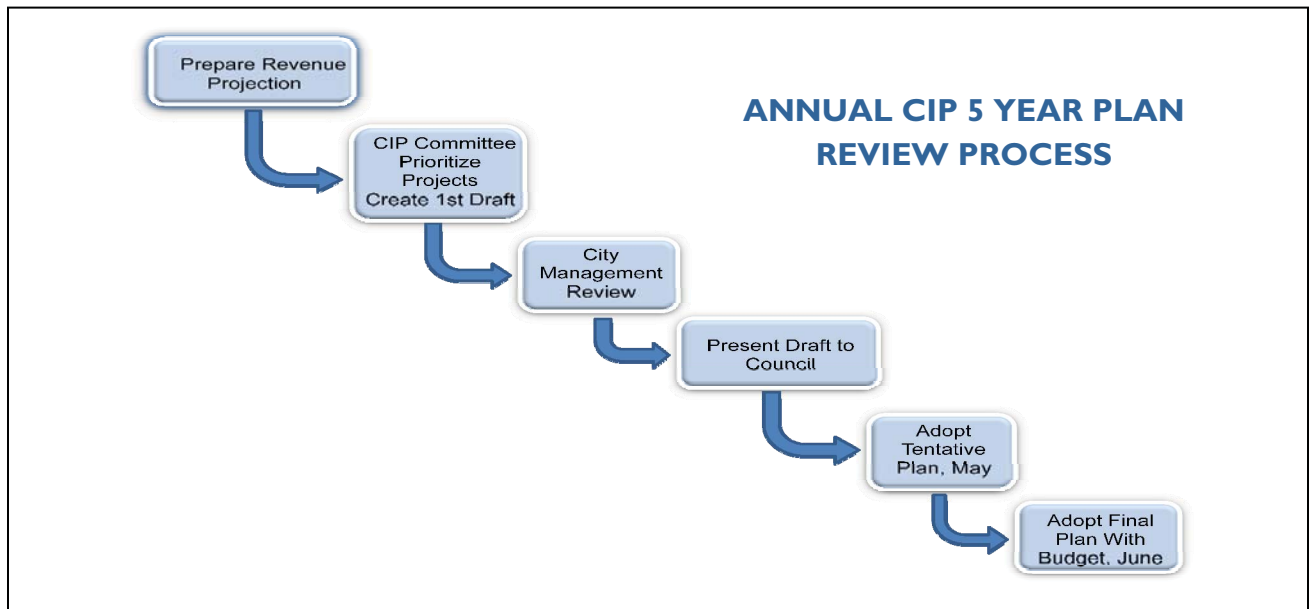 Prepare Revenue
Projection
ANNUAL CIP 5 YEAR PLAN
REVIEW PROCESS
CIP Committee
Prioritize
Projects
Create 1st Draft
City
Management
Review
Present Draft to
Council
Adopt
Tentative
Plan, May
Adopt Final
Plan With
Budget, June